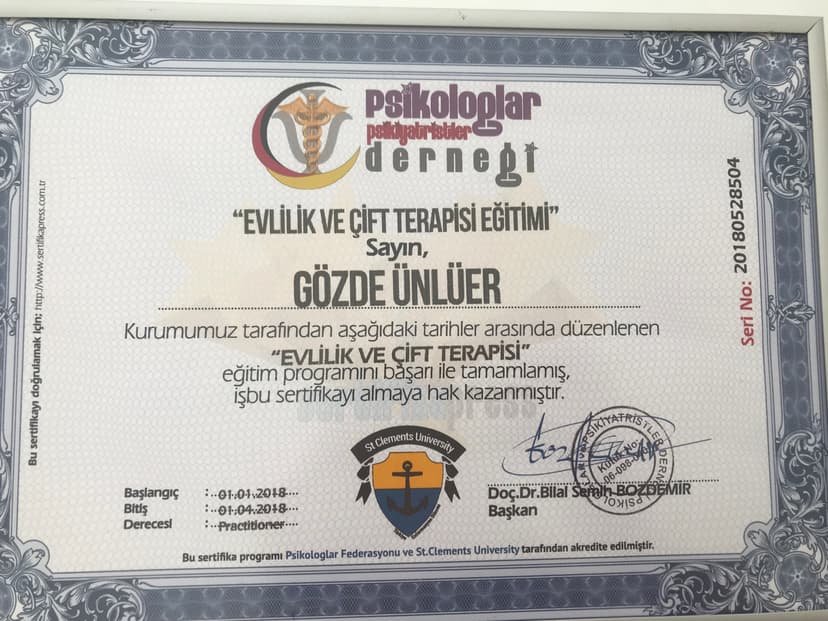 psikologlar
psikiyatristler
derneği
"EVLİLİK VE ÇİFT TERAPİSİ EĞİTİMİ"
Sayın,
GÖZDE ÜNLÜER
Kurumumuz tarafından aşağıdaki tarihler arasında düzenlenen
"EVLİLİK VE ÇİFT TERAPİSİ"
eğitim programını başarı ile tamamlamış,
işbu sertifikayı almaya hak kazanmıştır.
St Clements University
Başlangıç : 01.01.2018
Bitiş : 01.04.2018
Derecesi : Practitioner
Doç.Dr.Bilal Semih BOZDEMİR
Başkan
Bu sertifika programı Psikologlar Federasyonu ve St.Clements University tarafından akredite edilmiştir.
Bu sertifikayı doğrulamak için: http://www.sertifikapress.com.tr
Seri No: 20180528504